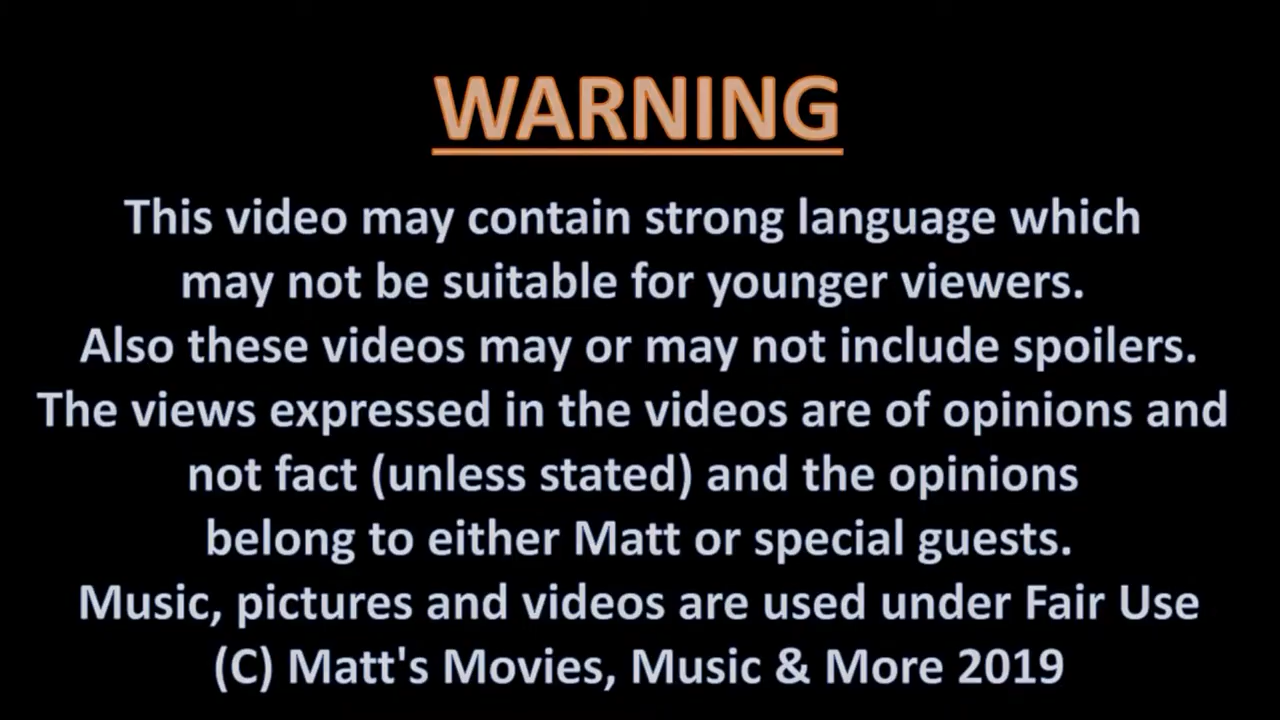 WARNING
This video may contain strong language which
may not be suitable for younger viewers.
Also these videos may or may not include spoilers.
The views expressed in the videos are of opinions and
not fact (unless stated) and the opinions
belong to either Matt or special guests.
Music, pictures and videos are used under Fair Use
(C) Matt's Movies, Music & More 2019